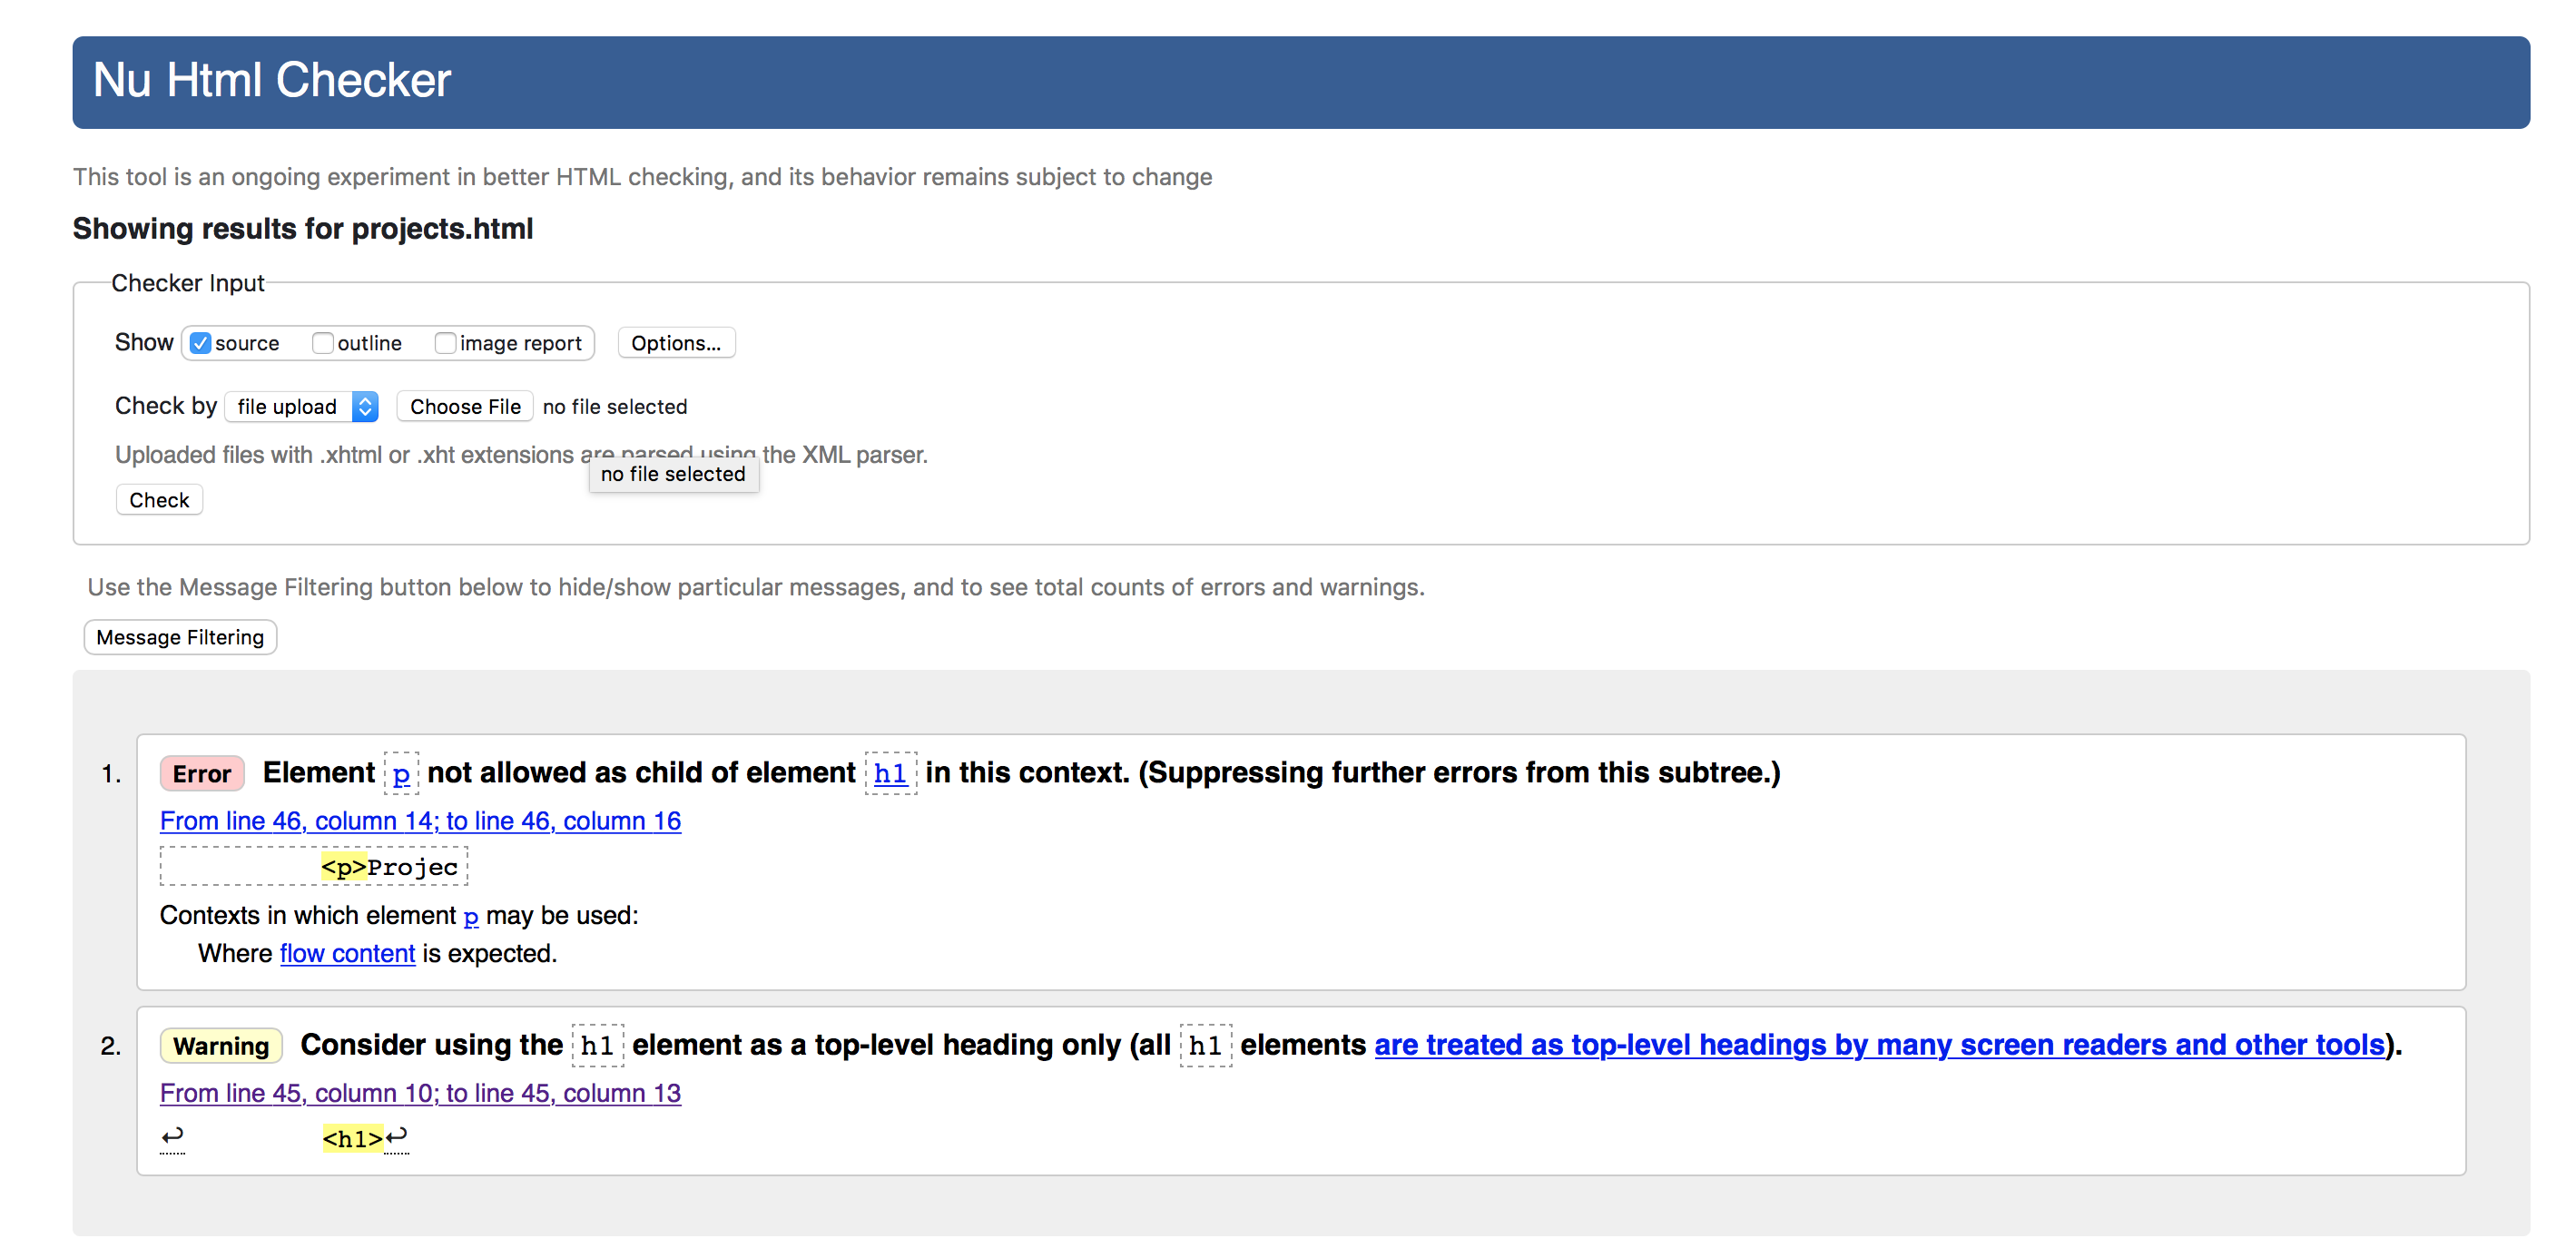 Nu Html Checker
This tool is an ongoing experiment in better HTML checking, and its behavior remains subject to change
Showing results for projects.html
Checker Input
Show source outline image report Options...
Check by file upload Choose File no file selected
Uploaded files with .xhtml or .xht extensions are parsed using the XML parser.
no file selected
Check
Use the Message Filtering button below to hide/show particular messages, and to see total counts of errors and warnings.
Message Filtering
1. Error Element p not allowed as child of element h1 in this context. (Suppressing further errors from this subtree.)
From line 46, column 14; to line 46, column 16
<p>Projec
Contexts in which element p may be used:
Where flow content is expected.
2. Warning Consider using the h1 element as a top-level heading only (all h1 elements are treated as top-level headings by many screen readers and other tools).
From line 45, column 10; to line 45, column 13
↩ <h1>↩